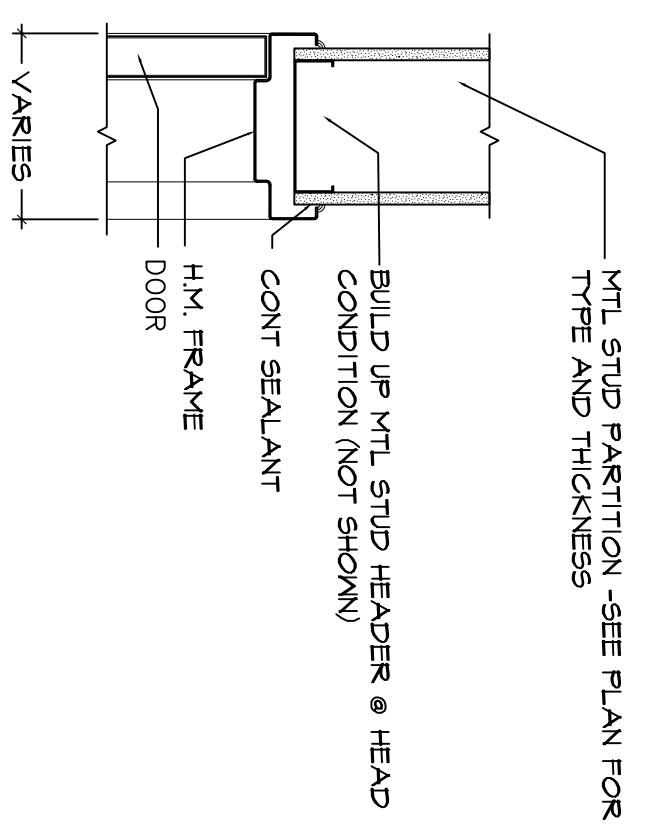 MTL STUD PARTITION -SEE PLAN FOR
TYPE AND THICKNESS
BUILD UP MTL STUD HEADER @ HEAD
CONDITION (NOT SHOWN)
CONT SEALANT
H.M. FRAME
DOOR
VARIES